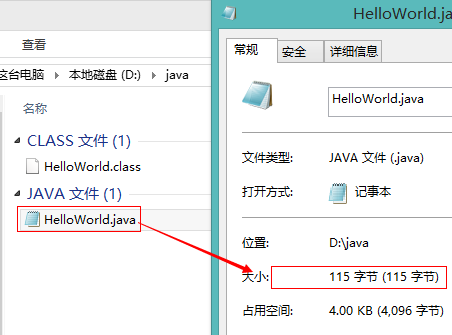 查看
这台电脑 ▸ 本地磁盘 (D:) ▸ java
名称
CLASS 文件 (1)
HelloWorld.class
JAVA 文件 (1)
HelloWorld.java
HelloWorld.ja
常规 安全 详细信息
HelloWorld.java
文件类型: JAVA 文件 (.java)
打开方式: 记事本
位置: D:\java
大小: 115 字节 (115 字节)
占用空间: 4.00 KB (4,096 字节)